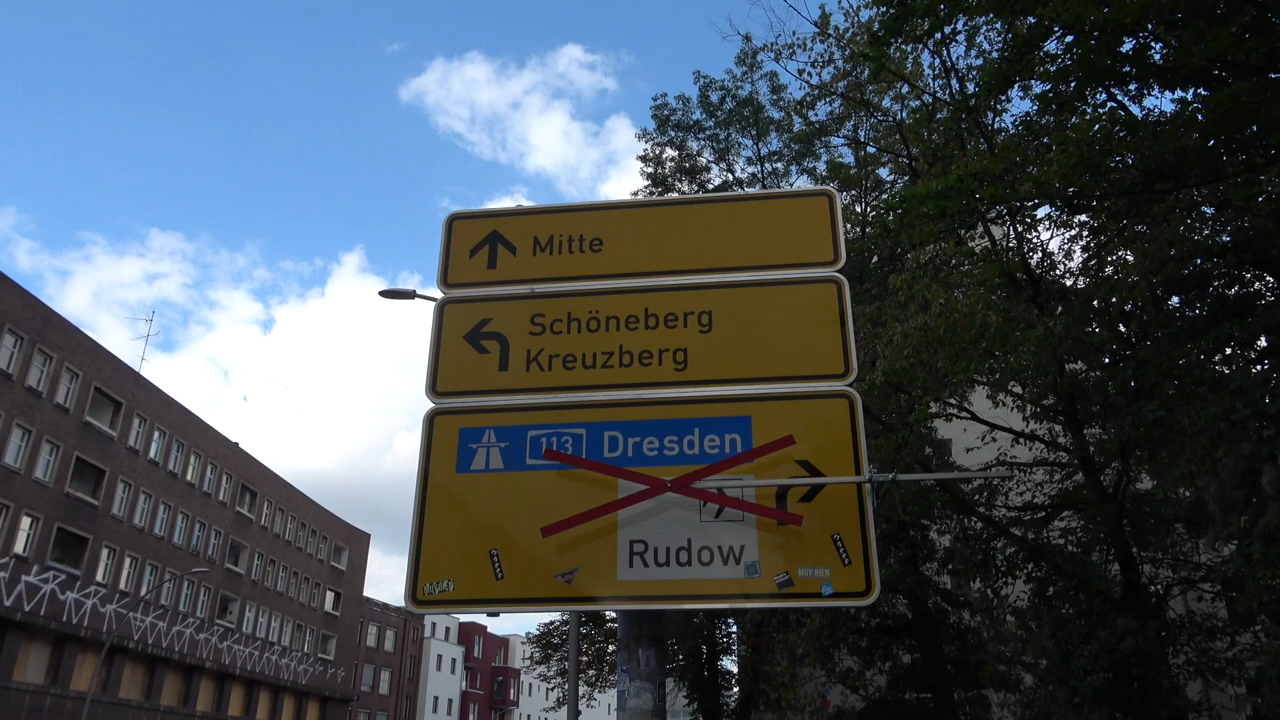 Mitte
Schöneberg
Kreuzberg
113 Dresden
Rudow
MUY BIEN